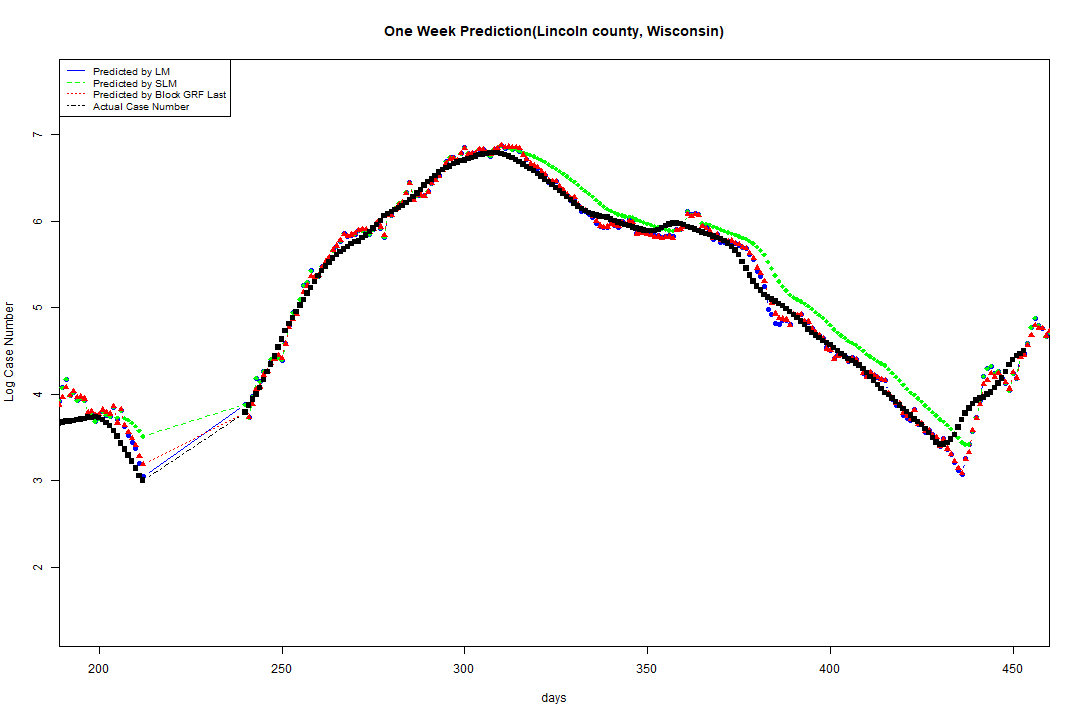 One Week Prediction(Lincoln county, Wisconsin)
Predicted by LM
Predicted by SLM
Predicted by Block GRF Last
Actual Case Number
Log Case Number
7
6
5
4
3
2
200 250 300 350 400 450
days